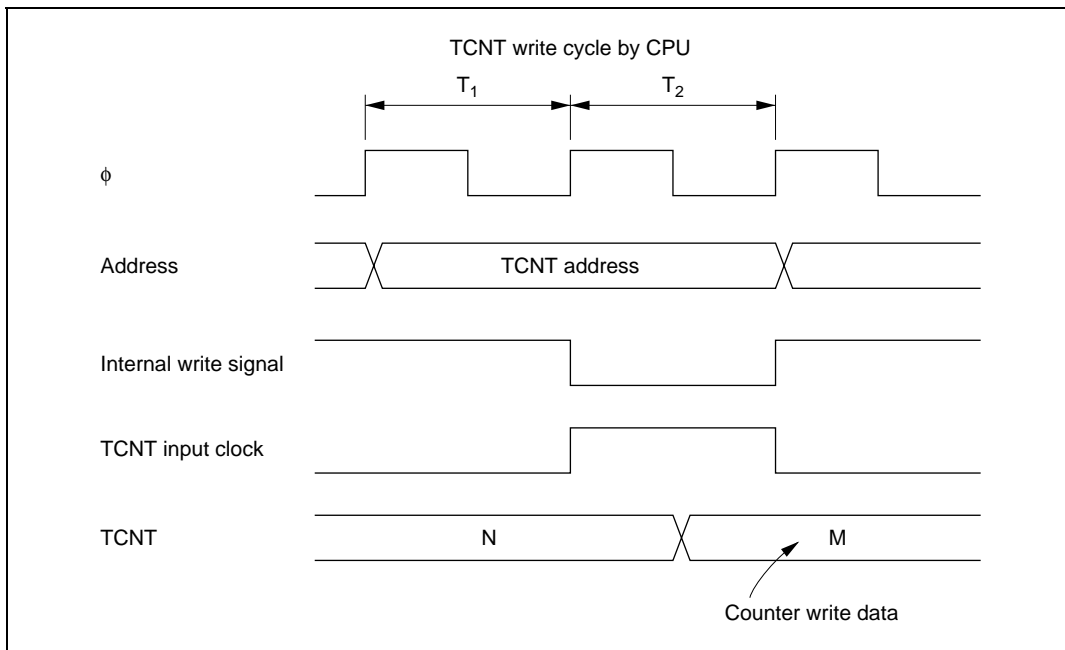 TCNT write cycle by CPU
T1 T2
ϕ
Address
TCNT address
Internal write signal
TCNT input clock
TCNT
N M
Counter write data